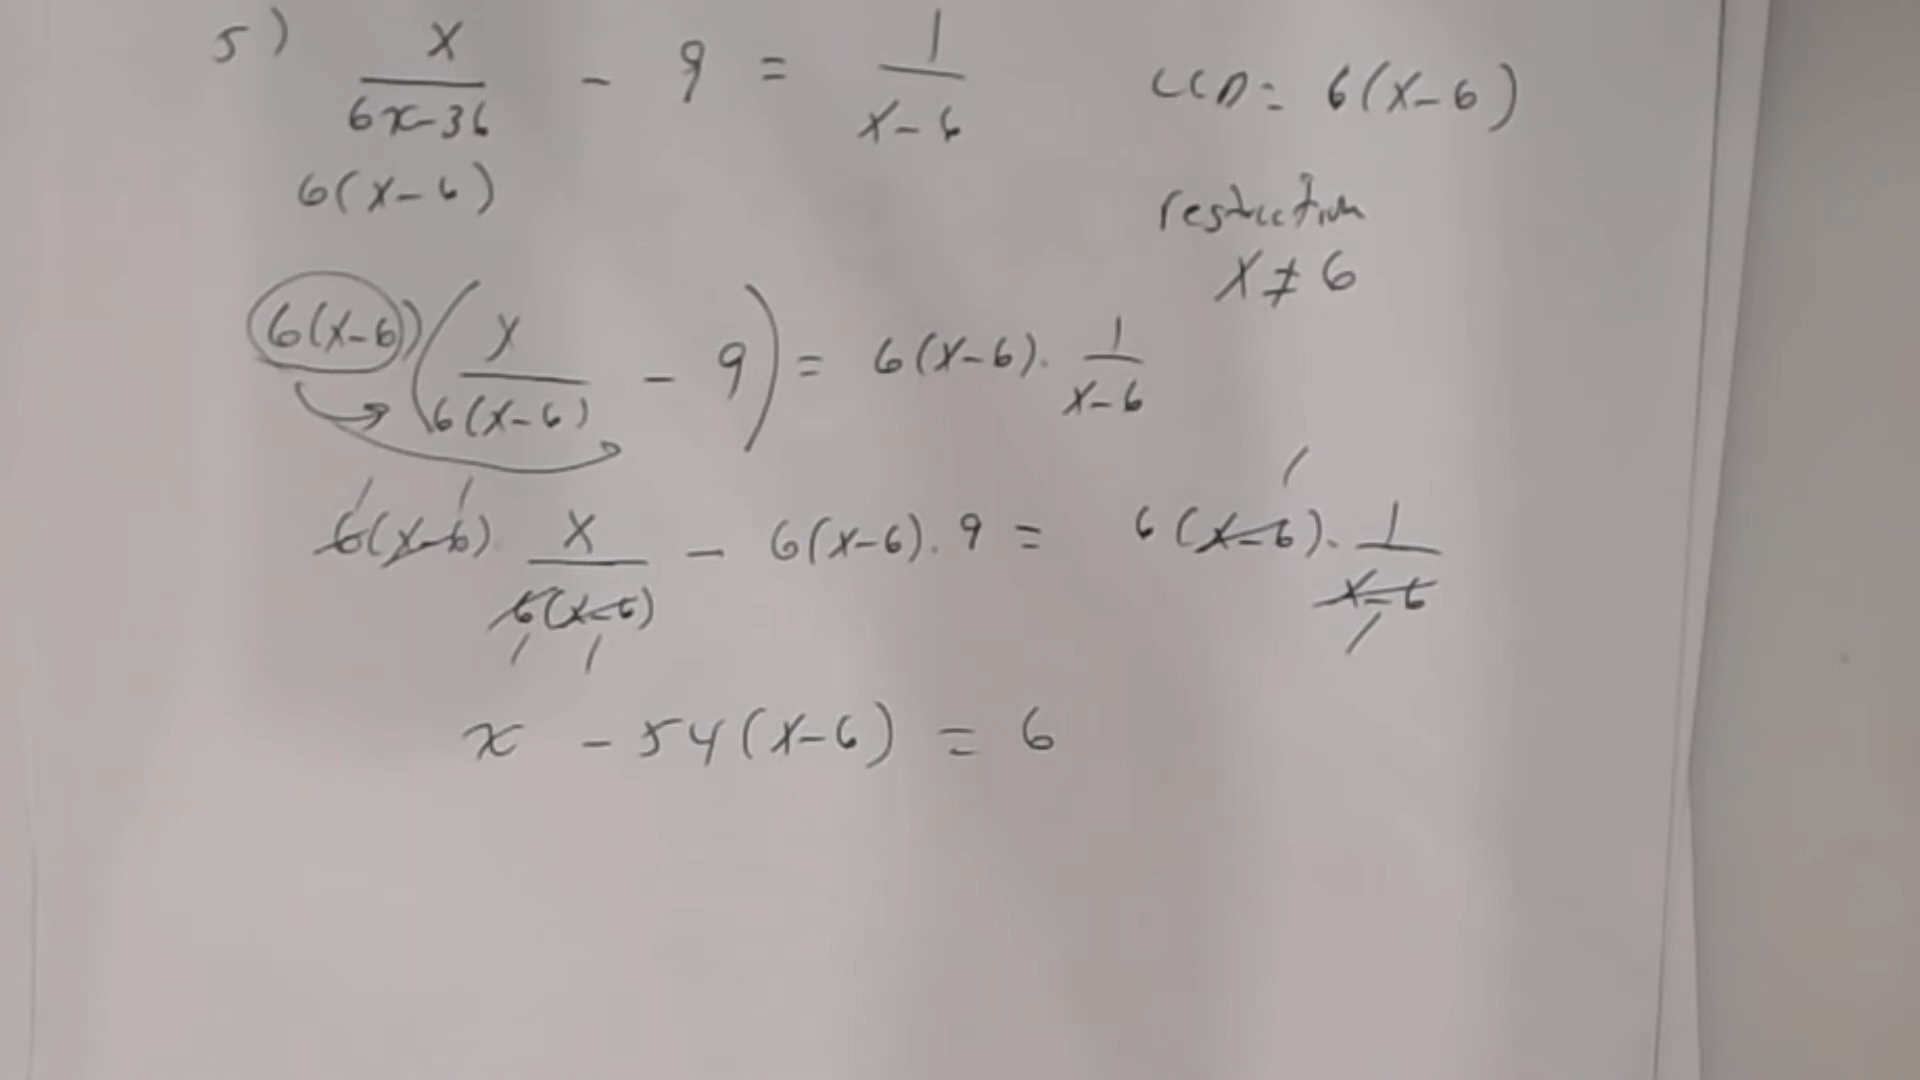 5) x/(6x-36) - 9 = 1/(x-6) LCD = 6(x-6)
6(x-6)
restriction
x ≠ 6
6(x-6) (x/(6(x-6)) - 9) = 6(x-6) · 1/(x-6)
6(x-6) · x/(6(x-6)) - 6(x-6) · 9 = 6(x-6) · 1/(x-6)
x - 54(x-6) = 6